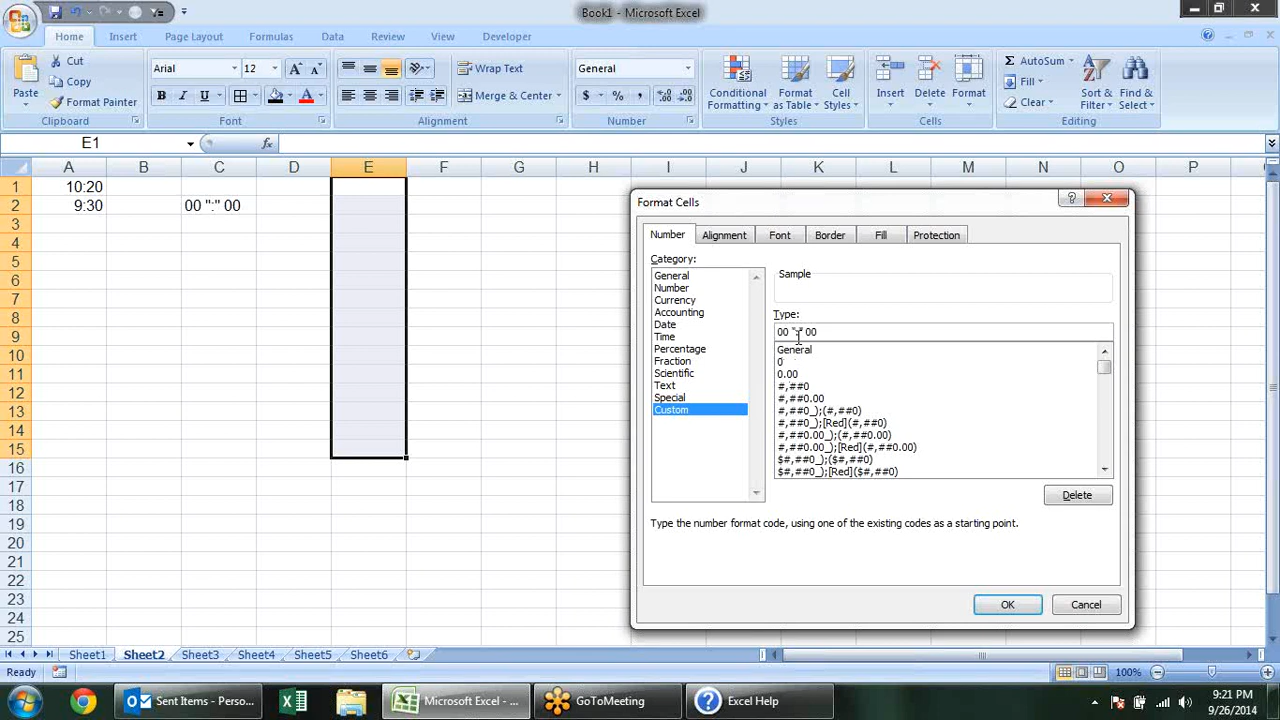 Book1 - Microsoft Excel
Home Insert Page Layout Formulas Data Review View Developer
Paste
Cut
Copy
Format Painter
Clipboard
Arial 12
B I U
Font
Wrap Text
Merge & Center
Alignment
General
$ % ,
Number
Conditional Formatting
Format as Table
Cell Styles
Styles
Insert Delete Format
Cells
AutoSum
Fill
Clear
Sort & Filter
Find & Select
Editing
E1
fx
A B C D E F G H I J K L M N O P
1 10:20
2 9:30 00 ":" 00
3
4
5
6
7
8
9
10
11
12
13
14
15
16
17
18
19
20
21
22
23
24
25
Format Cells
Number Alignment Font Border Fill Protection
Category:
General
Number
Currency
Accounting
Date
Time
Percentage
Fraction
Scientific
Text
Special
Custom
Sample
Type:
00 ":" 00
General
0
0.00
#,##0
#,##0.00
#,##0_);(#,##0)
#,##0_);[Red](#,##0)
#,##0.00_);(#,##0.00)
#,##0.00_);[Red](#,##0.00)
$#,##0_);($#,##0)
$#,##0_);[Red]($#,##0)
Delete
Type the number format code, using one of the existing codes as a starting point.
OK Cancel
Sheet1 Sheet2 Sheet3 Sheet4 Sheet5 Sheet6
Ready
100%
Sent Items - Perso...
Microsoft Excel - ...
GoToMeeting
Excel Help
9:21 PM
9/26/2014